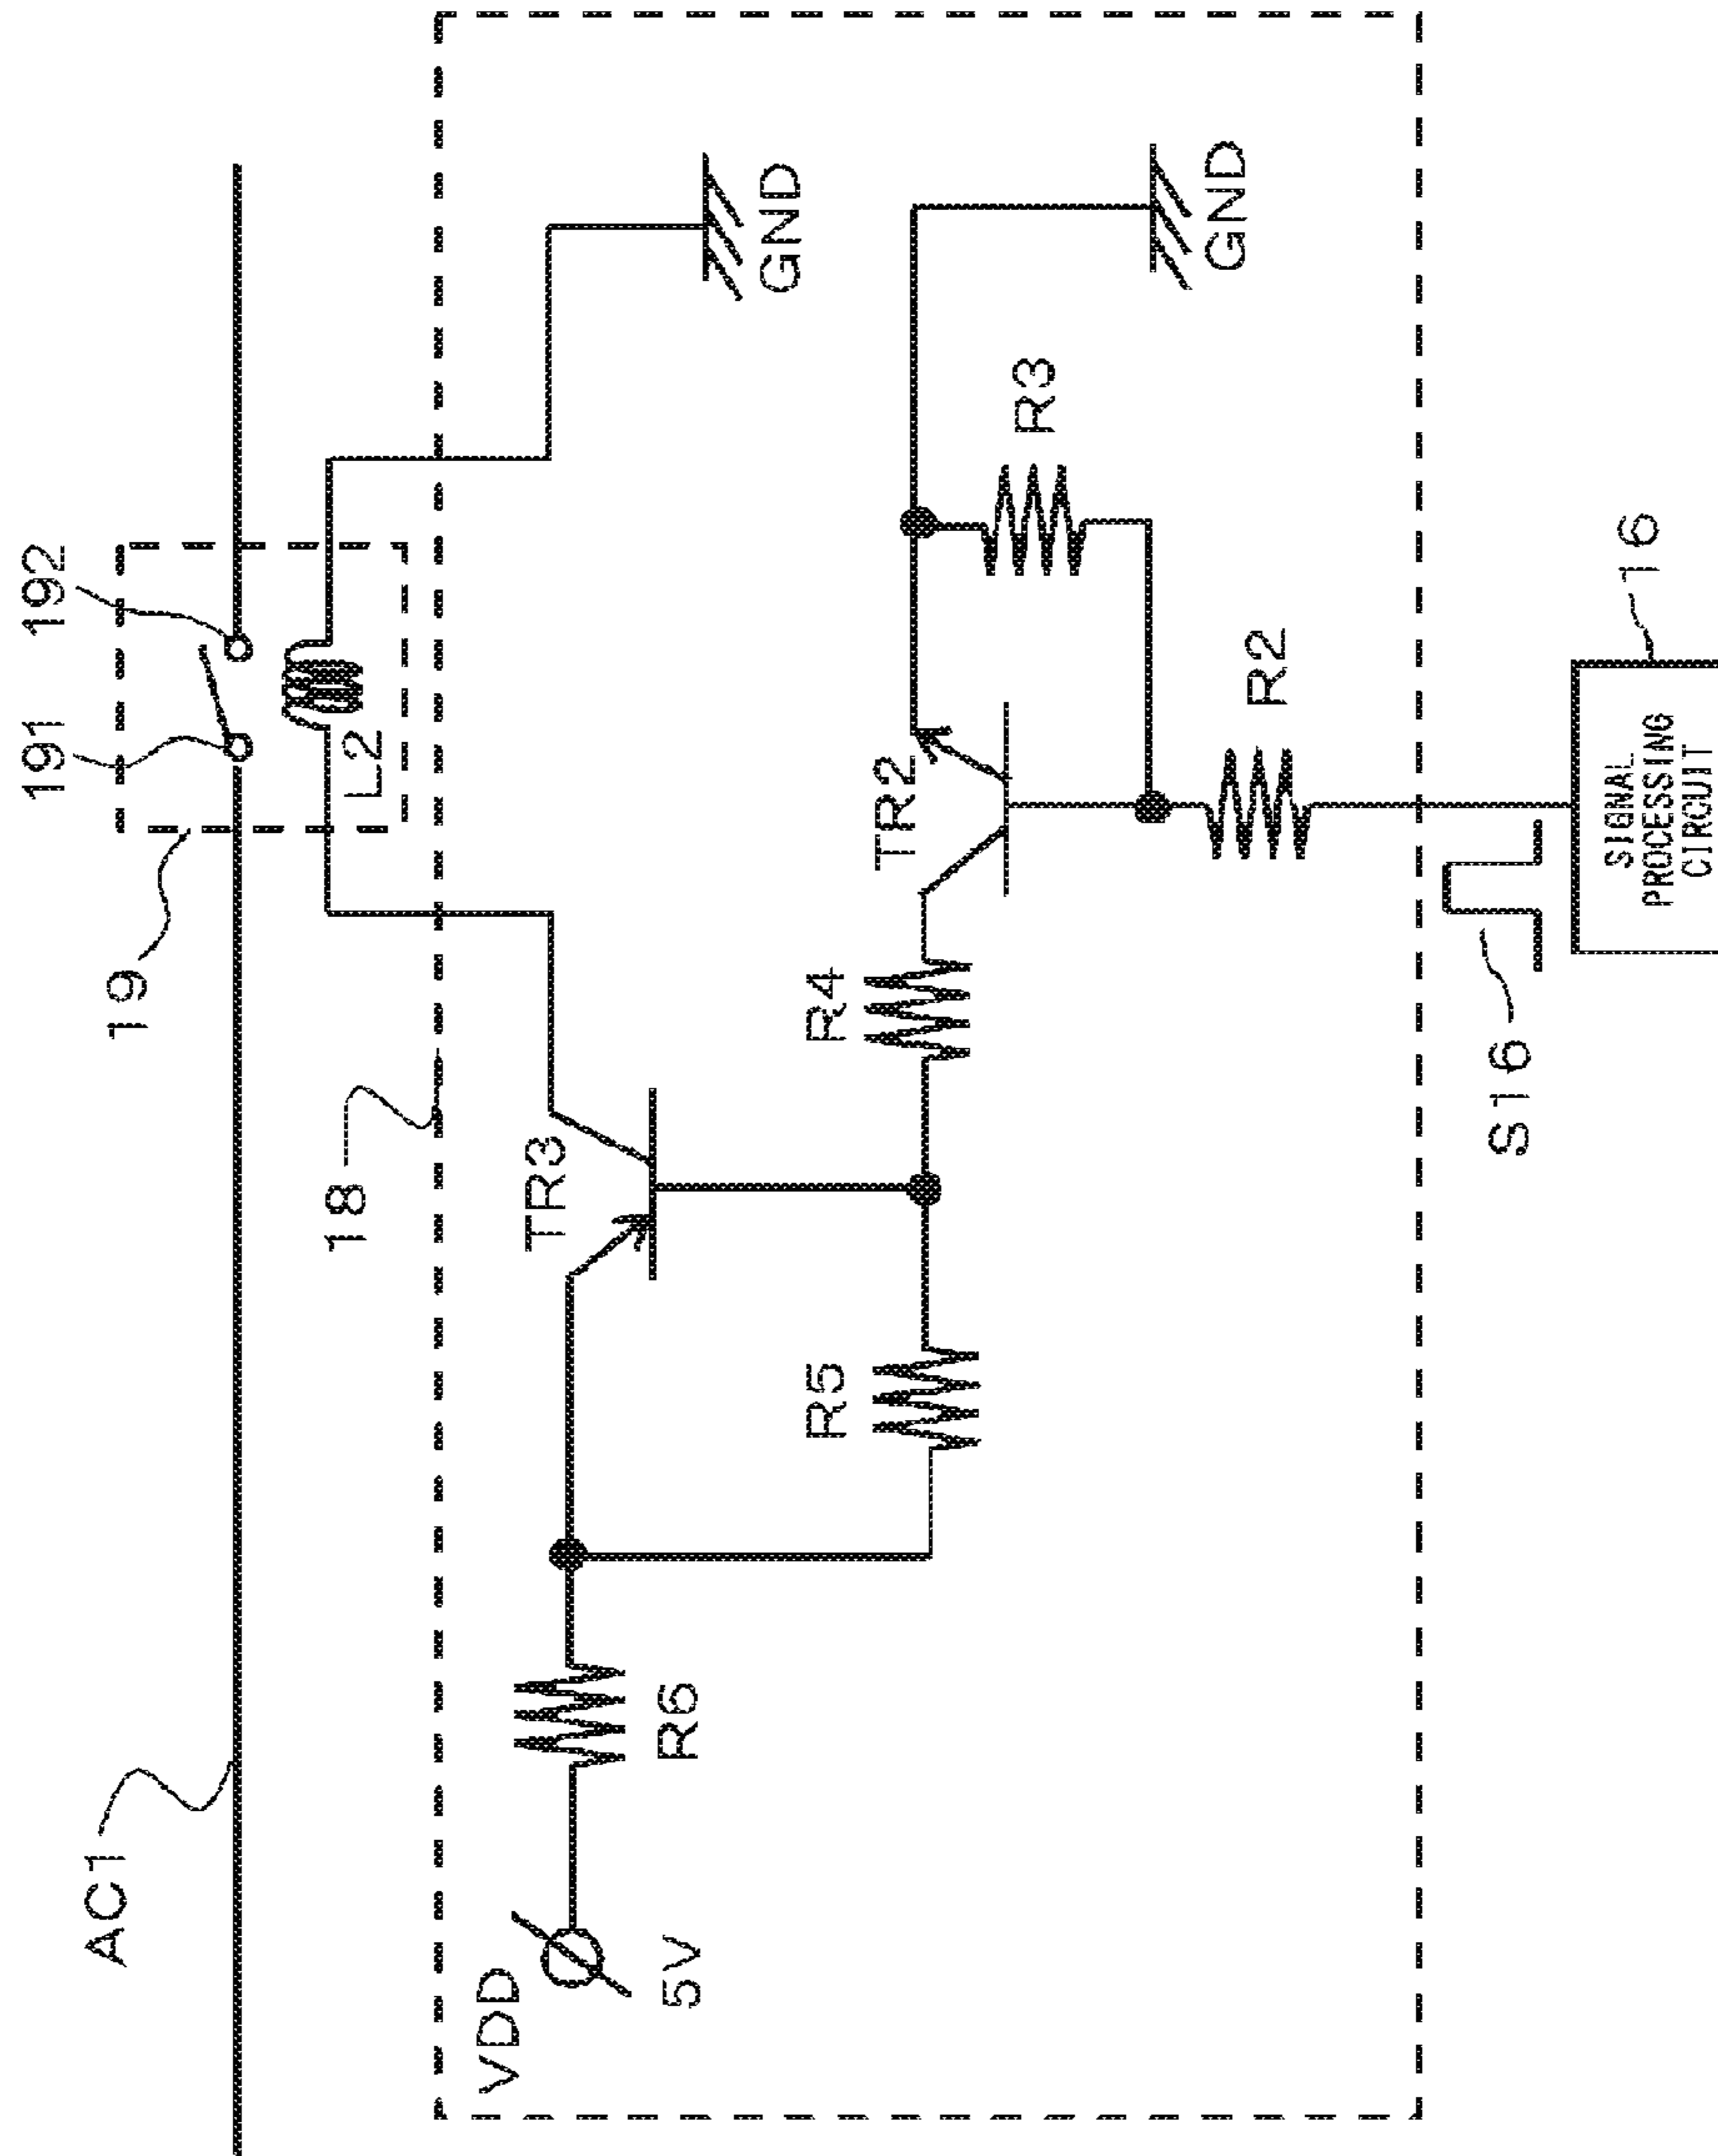 191
192
AC1
19
18
L2
VDD
TR3
5V
R6
GND
R5
R4
TR2
R3
GND
R2
S16
16
SIGNAL
PROCESSING
CIRCUIT